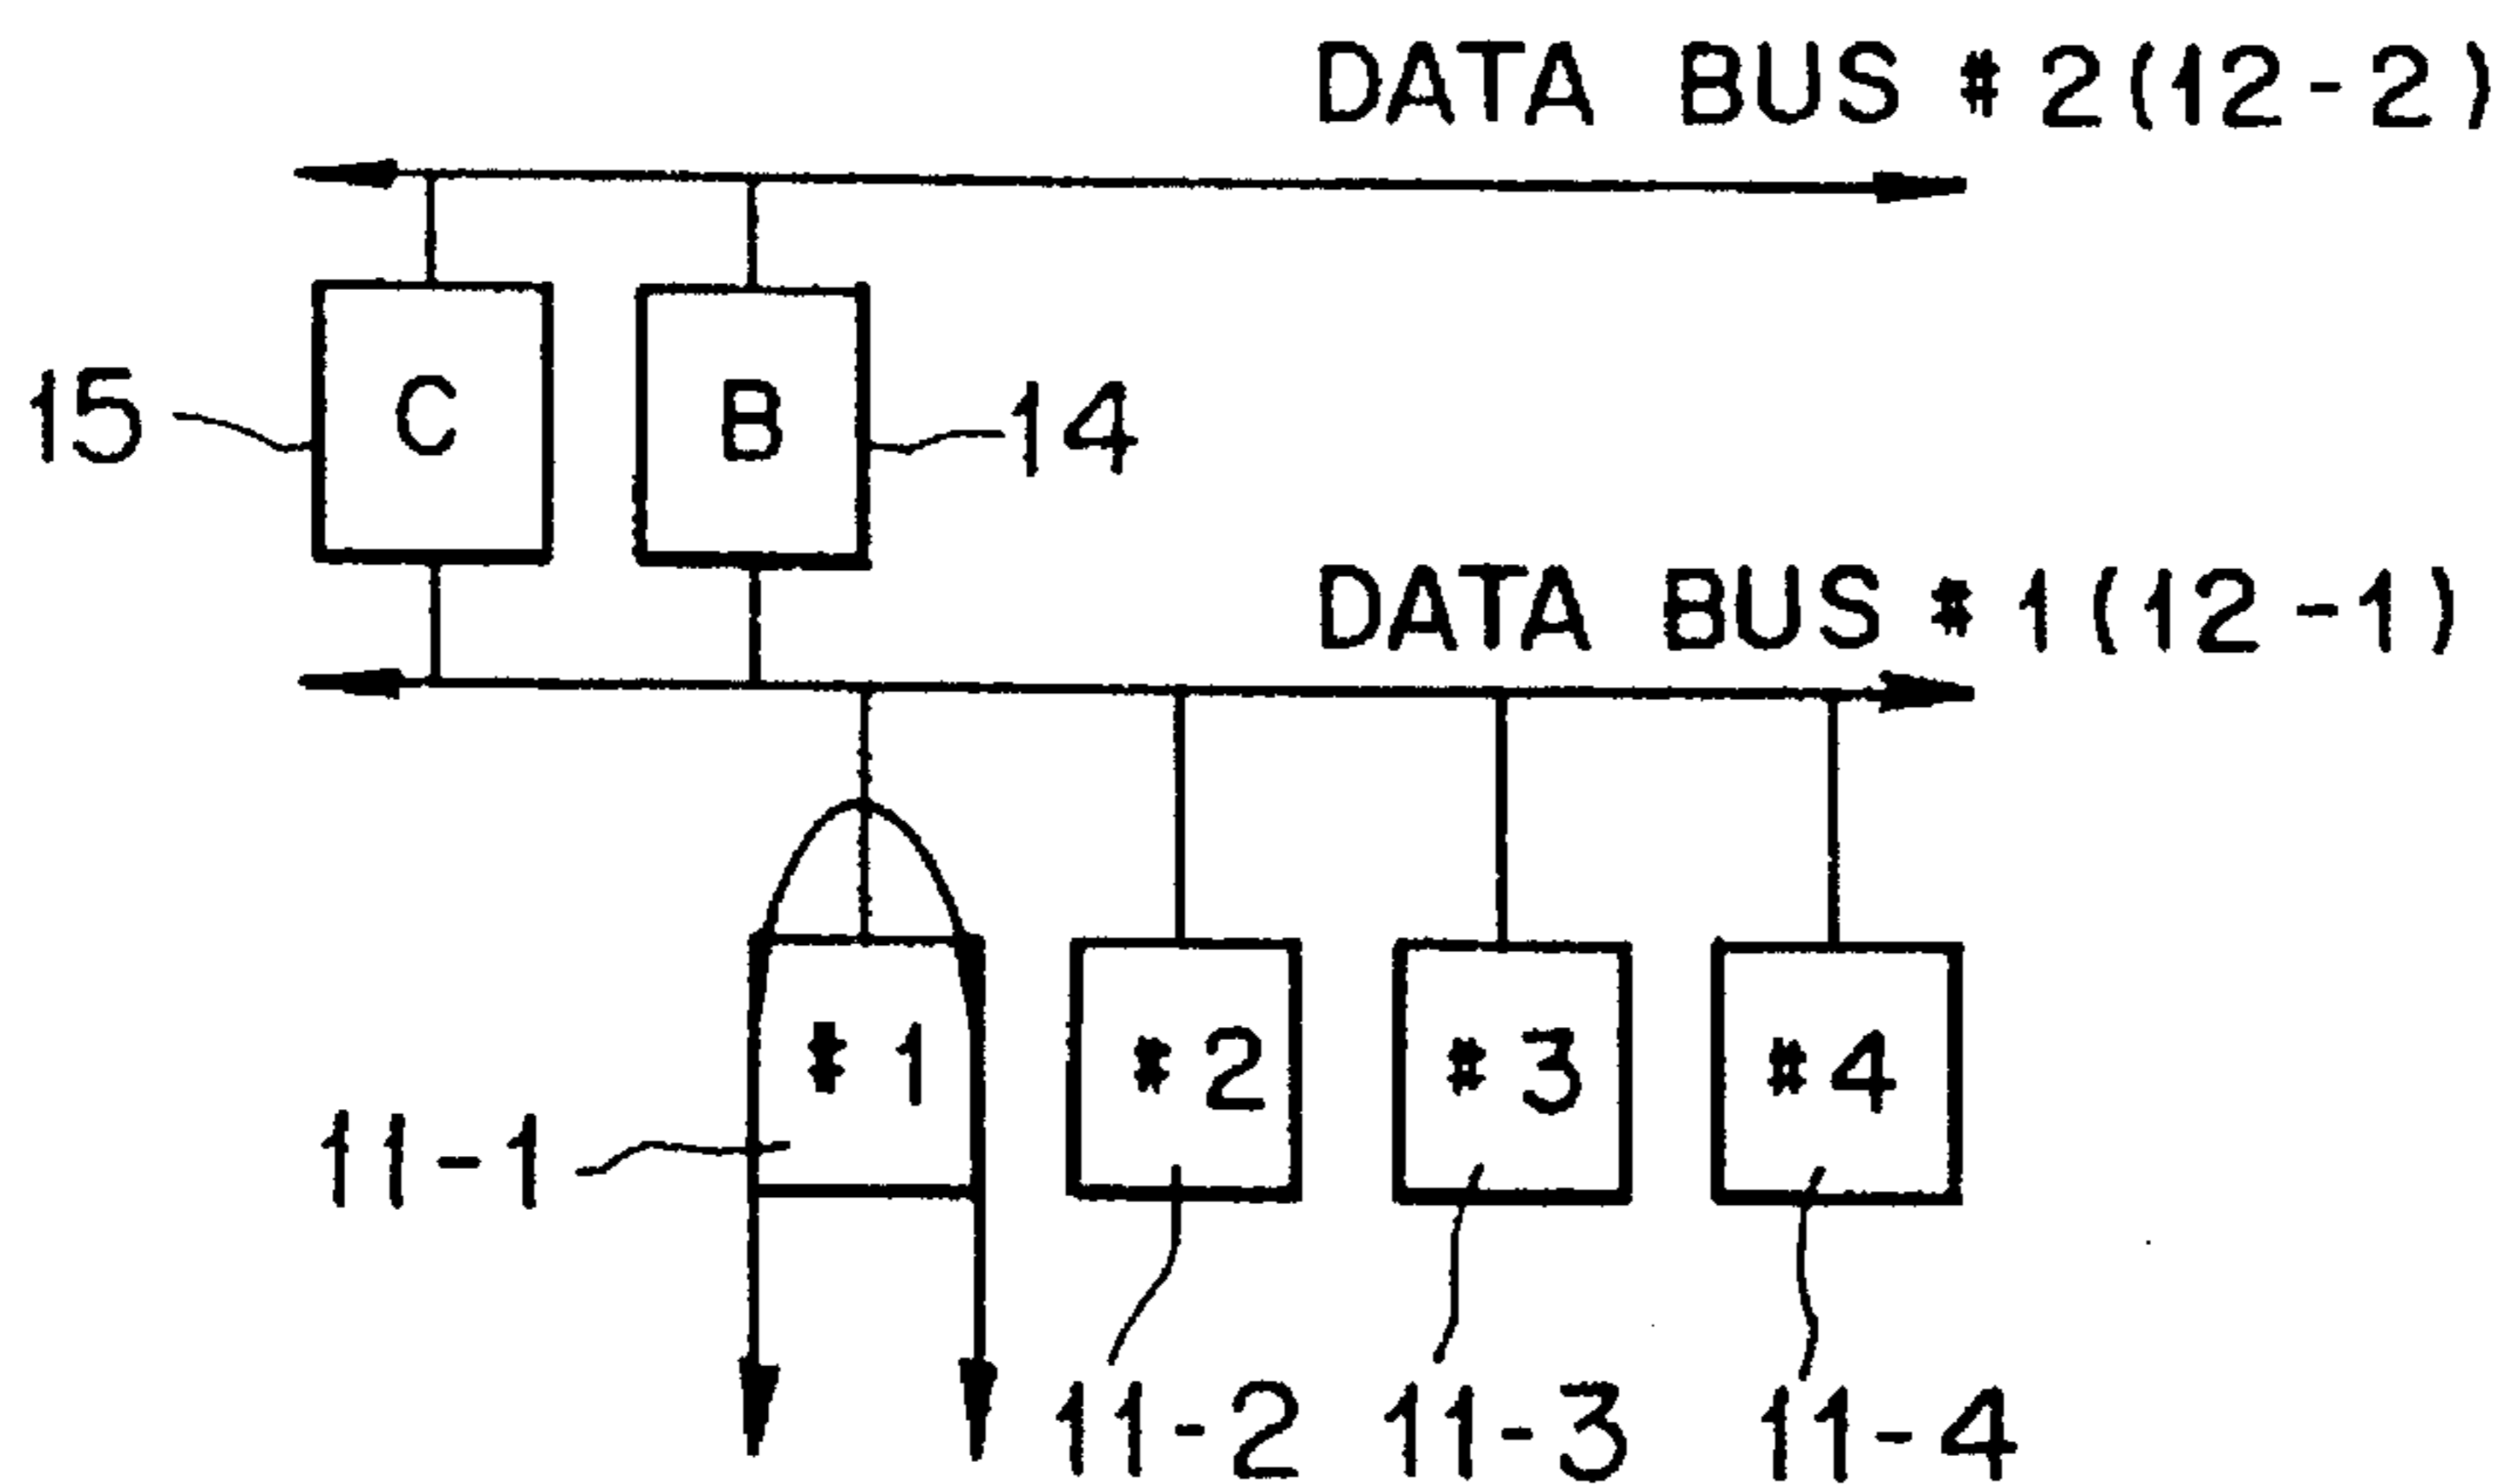 DATA BUS #2(12-2)
C
B
15
14
DATA BUS #1(12-1)
#1
#2
#3
#4
11-1
11-2
11-3
11-4